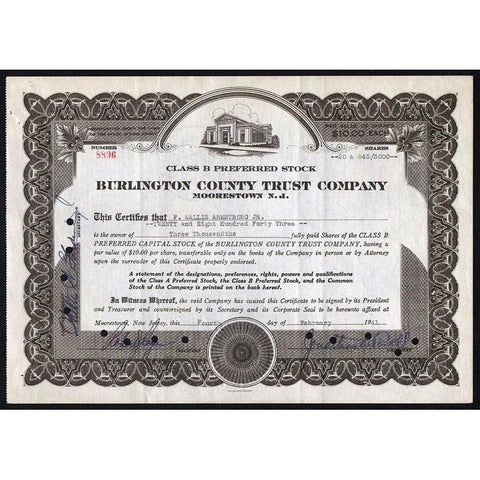 NUMBER
8896
PAR VALUE
$10.00
SHARES
--20 & 843/3000--
CLASS B PREFERRED STOCK
BURLINGTON COUNTY TRUST COMPANY
MOORESTOWN N.J.
This Certifies that F. WALLIS ARMSTRONG JR.
--TWENTY and Eight Hundred Forty Three
is the owner of Three Thousandths fully paid Shares of the CLASS B
PREFERRED CAPITAL STOCK of the BURLINGTON COUNTY TRUST COMPANY, having a
par value of $10.00 per share, transferable only on the books of the Company in person or by Attorney
upon the surrender of this Certificate properly endorsed.
A statement of the designations, preferences, rights, powers and qualifications
of the Class A Preferred Stock, the Class B Preferred Stock, and the Common
Stock of the Company is printed on the back hereof.
In Witness Whereof, the said Company has caused this Certificate to be signed by its President
and Treasurer and countersigned by its Secretary and its Corporate Seal to be hereunto affixed at
Moorestown, New Jersey, this Fourth day of February 1941